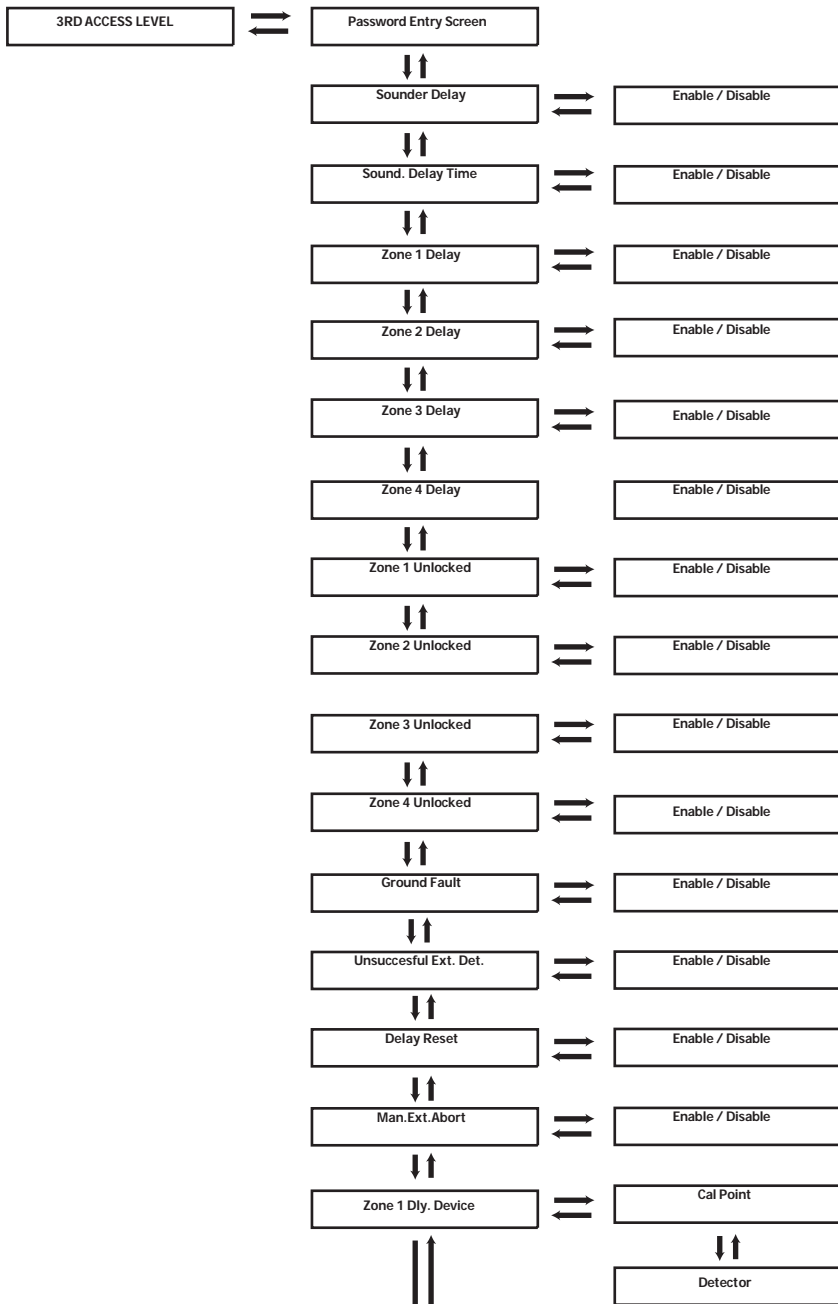 3RD ACCESS LEVEL
Password Entry Screen
Sounder Delay
Enable / Disable
Sound. Delay Time
Enable / Disable
Zone 1 Delay
Enable / Disable
Zone 2 Delay
Enable / Disable
Zone 3 Delay
Enable / Disable
Zone 4 Delay
Enable / Disable
Zone 1 Unlocked
Enable / Disable
Zone 2 Unlocked
Enable / Disable
Zone 3 Unlocked
Enable / Disable
Zone 4 Unlocked
Enable / Disable
Ground Fault
Enable / Disable
Unsuccesful Ext. Det.
Enable / Disable
Delay Reset
Enable / Disable
Man.Ext.Abort
Enable / Disable
Zone 1 Dly. Device
Cal Point
Detector